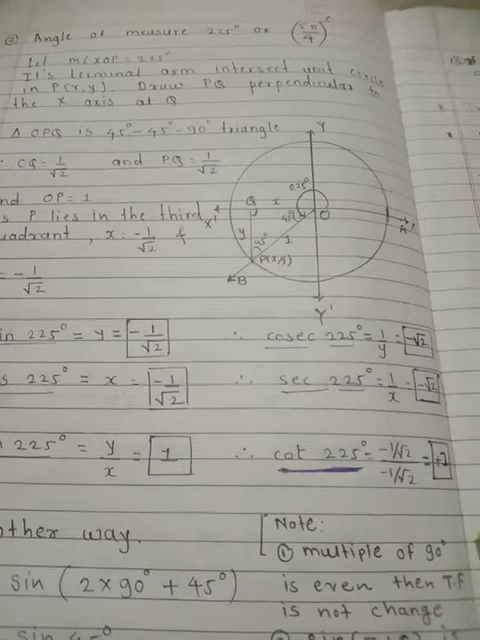 (2) Angle of measure 225° or (5π/4)^c
Let m∠XOP = 225°
It's terminal arm intersect unit circle
in P(x,y). Draw PQ perpendicular to
the X axis at Q
Δ OPQ is 45°-45°-90° triangle
OQ = 1/√2 and PQ = 1/√2
and OP = 1
P lies in the third
quadrant, x = -1/√2 &
= -1/√2
Y
225°
Q x
X' 45° O
A X
y 45° 1
P(x,y)
B
Y'
in 225° = y = -1/√2 ∴ cosec 225° = 1/y = -√2
s 225° = x = -1/√2 ∴ sec 225° = 1/x = -√2
225° = y/x = 1 ∴ cot 225° = -1/√2 / -1/√2 =
other way.
sin (2×90° + 45°)
sin 45°
Note:
① multiple of 90°
is even then T.F.
is not change